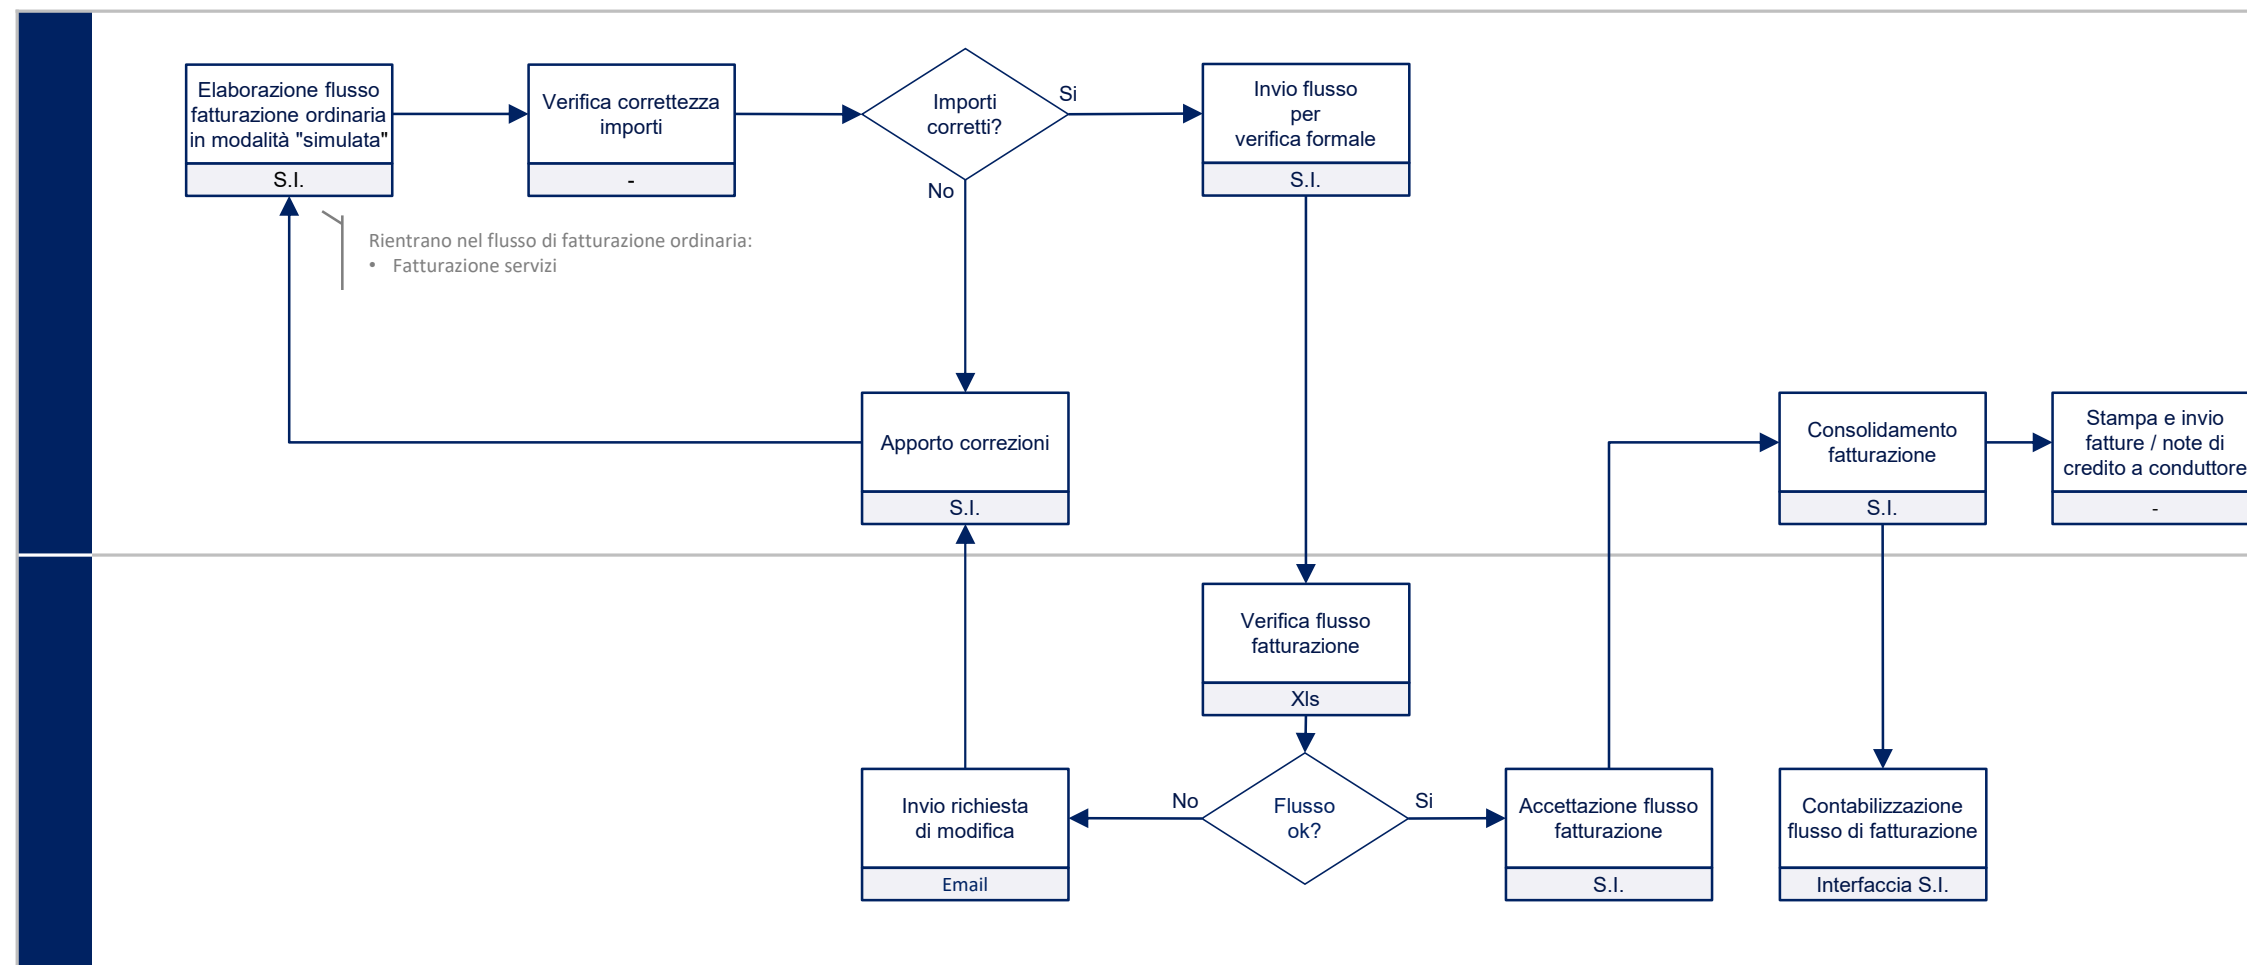 Elaborazione flusso
fatturazione ordinaria
in modalità "simulata"
S.I.
Verifica correttezza
importi
-
Importi
corretti?
Si
No
Invio flusso
per
verifica formale
S.I.
Rientrano nel flusso di fatturazione ordinaria:
• Fatturazione servizi
Apporto correzioni
S.I.
Consolidamento
fatturazione
S.I.
Stampa e invio
fatture / note di
credito a conduttore
-
Verifica flusso
fatturazione
Xls
Invio richiesta
di modifica
Email
No
Flusso
ok?
Si
Accettazione flusso
fatturazione
S.I.
Contabilizzazione
flusso di fatturazione
Interfaccia S.I.